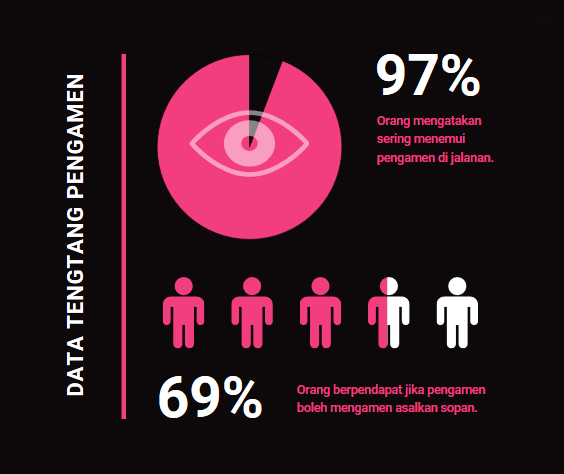 DATA TENGTANG PENGAMEN
97%
Orang mengatakan
sering menemui
pengamen di jalanan.
69%
Orang berpendapat jika pengamen
boleh mengamen asalkan sopan.